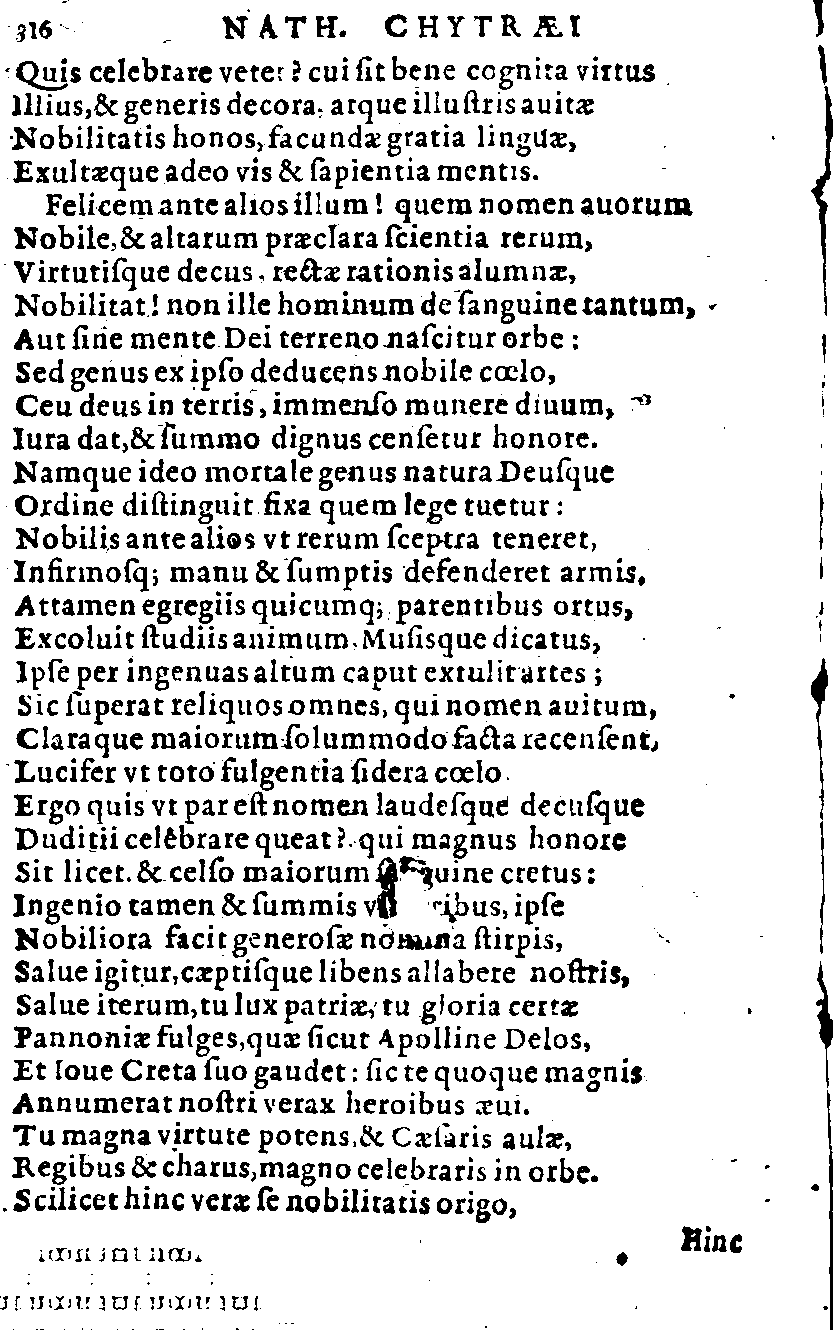 316 NATH. CHYTRÆI
Quis celebrare vetet? cui ſit bene cognita virtus
Illius, & generis decora, atque illuſtris auitæ
Nobilitatis honos, facundæ gratia linguæ,
Exultæque adeo vis & ſapientia mentis.
Felicem ante alios illum! quem nomen auorum
Nobile, & altarum præclara ſcientia rerum,
Virtutiſque decus, rectæ rationis alumnæ,
Nobilitat! non ille hominum de ſanguine tantum,
Aut ſine mente Dei terreno naſcitur orbe:
Sed genus ex ipſo deducens nobile cœlo,
Ceu deus in terris, immenſo munere diuum,
Iura dat, & ſummo dignus cenſetur honore.
Namque ideo mortale genus natura Deuſque
Ordine diſtinguit fixa quem lege tuetur:
Nobilis ante alios vt rerum ſceptra teneret,
Infirmoſq; manu & ſumptis defenderet armis,
Attamen egregiis quicumq; parentibus ortus,
Excoluit ſtudiis animum, Muſisque dicatus,
Ipſe per ingenuas altum caput extulit artes;
Sic ſuperat reliquos omnes, qui nomen auitum,
Claraque maiorum ſolummodo facta recenſent,
Lucifer vt toto fulgentia ſidera cœlo.
Ergo quis vt par eſt nomen laudeſque decuſque
Duditii celebrare queat? qui magnus honore
Sit licet, & celſo maiorum uine cretus:
Ingenio tamen & ſummis ibus, ipſe
Nobiliora facit generoſæ nomina ſtirpis,
Salue igitur, cæptiſque libens allabere noſtris,
Salue iterum, tu lux patriæ, tu gloria certæ
Pannoniæ fulges, quæ ſicut Apolline Delos,
Et Ioue Creta ſuo gaudet: ſic te quoque magnis
Annumerat noſtri verax heroibus æui.
Tu magna virtute potens, & Cæſaris aulæ,
Regibus & charus, magno celebraris in orbe.
Scilicet hinc veræ ſe nobilitatis origo,
Hinc